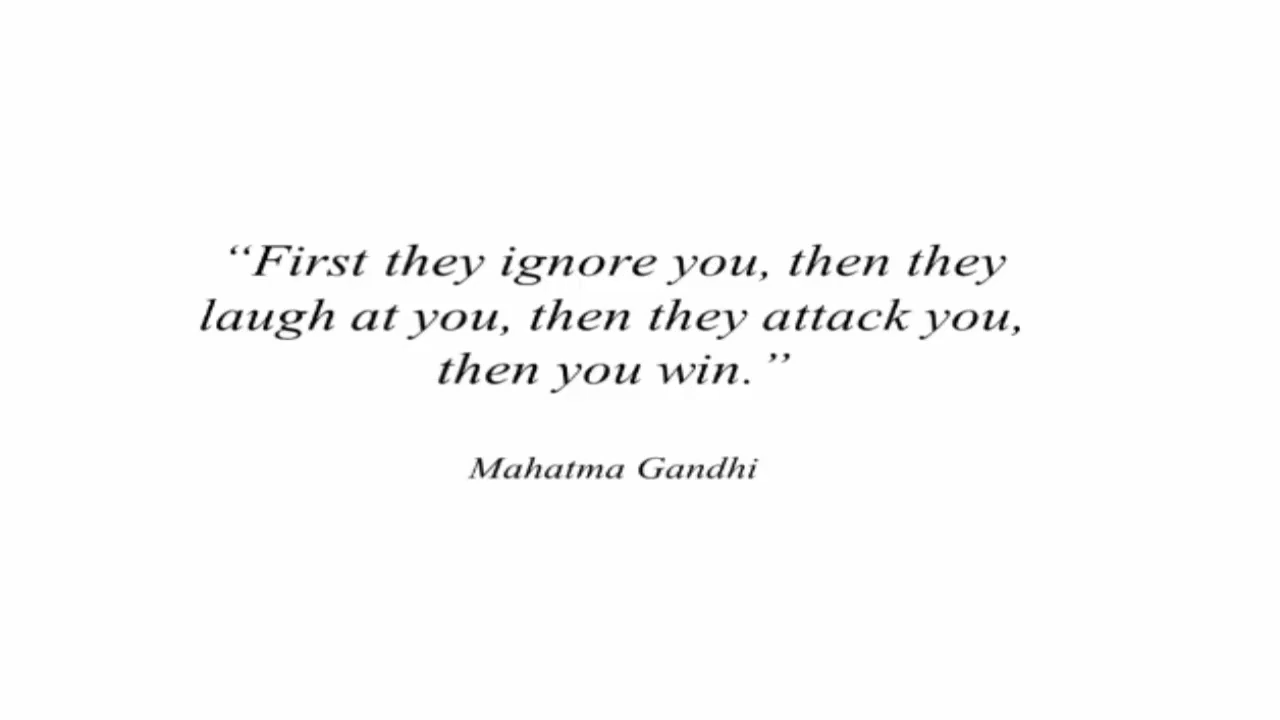 “First they ignore you, then they
laugh at you, then they attack you,
then you win.”
Mahatma Gandhi